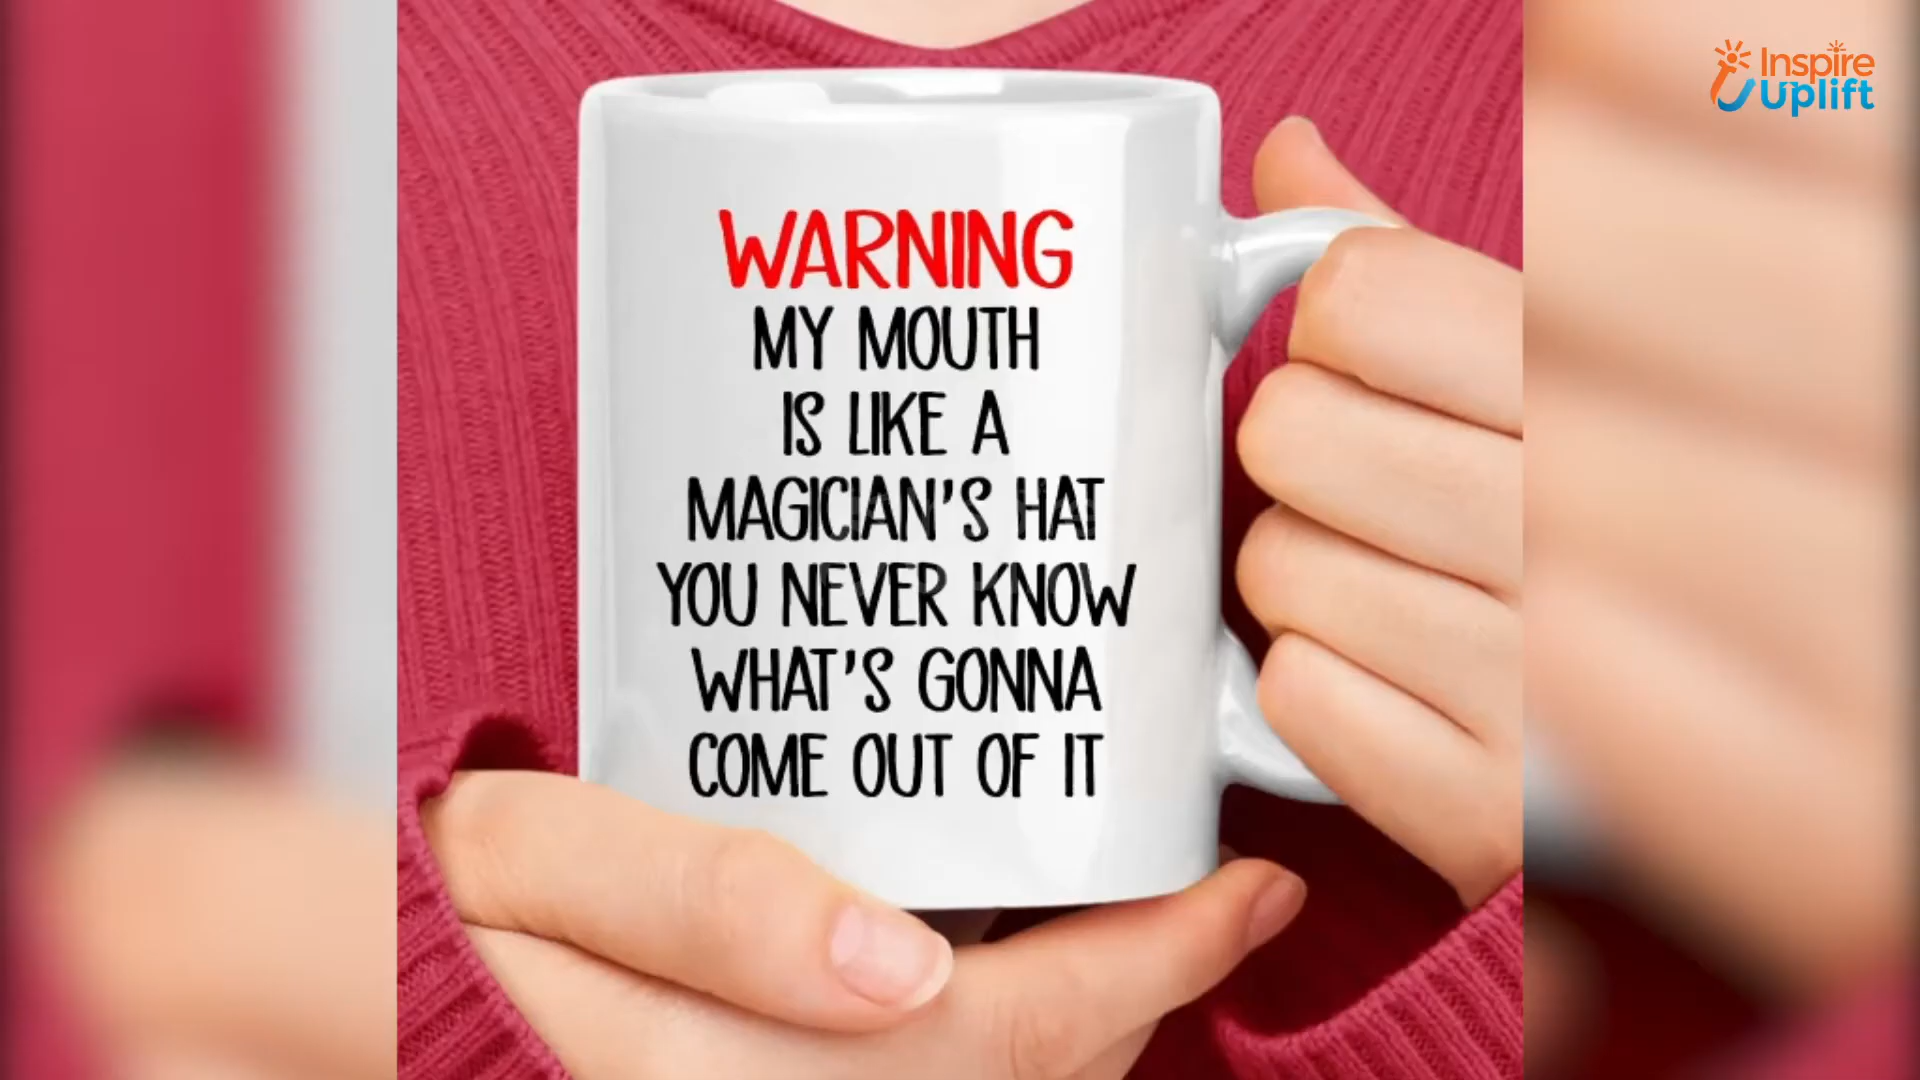 Inspire
Uplift
WARNING
MY MOUTH
IS LIKE A
MAGICIAN'S HAT
YOU NEVER KNOW
WHAT'S GONNA
COME OUT OF IT